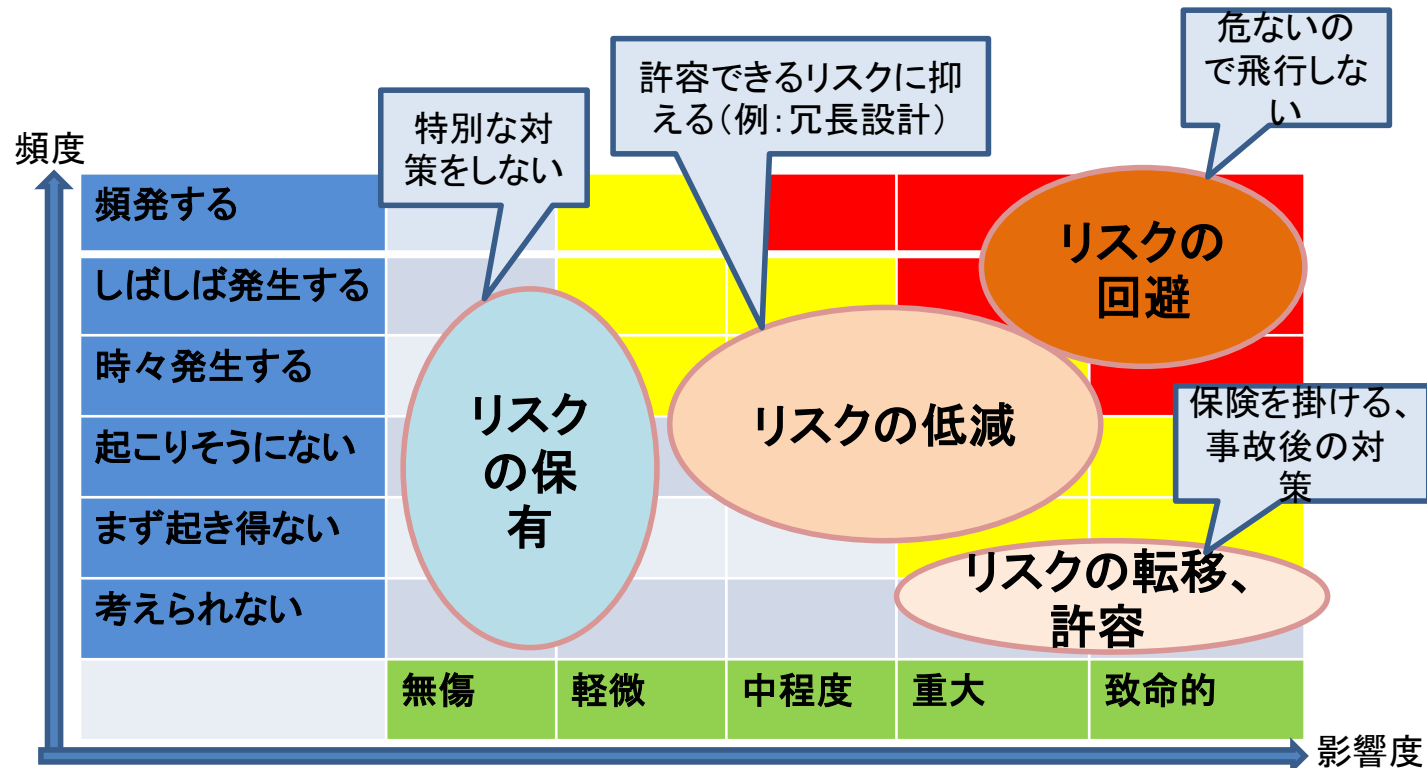 危ないの
で飛行しな
い
許容できるリスクに抑
える(例:冗長設計)
特別な対
策をしない
頻度
頻発する
リスクの
回避
しばしば発生する
時々発生する
保険を掛ける、
事故後の対
策
リスク
の保
有
リスクの低減
起こりそうにない
まず起き得ない
リスクの転移、
許容
考えられない
無傷
軽微
中程度
重大
致命的
影響度